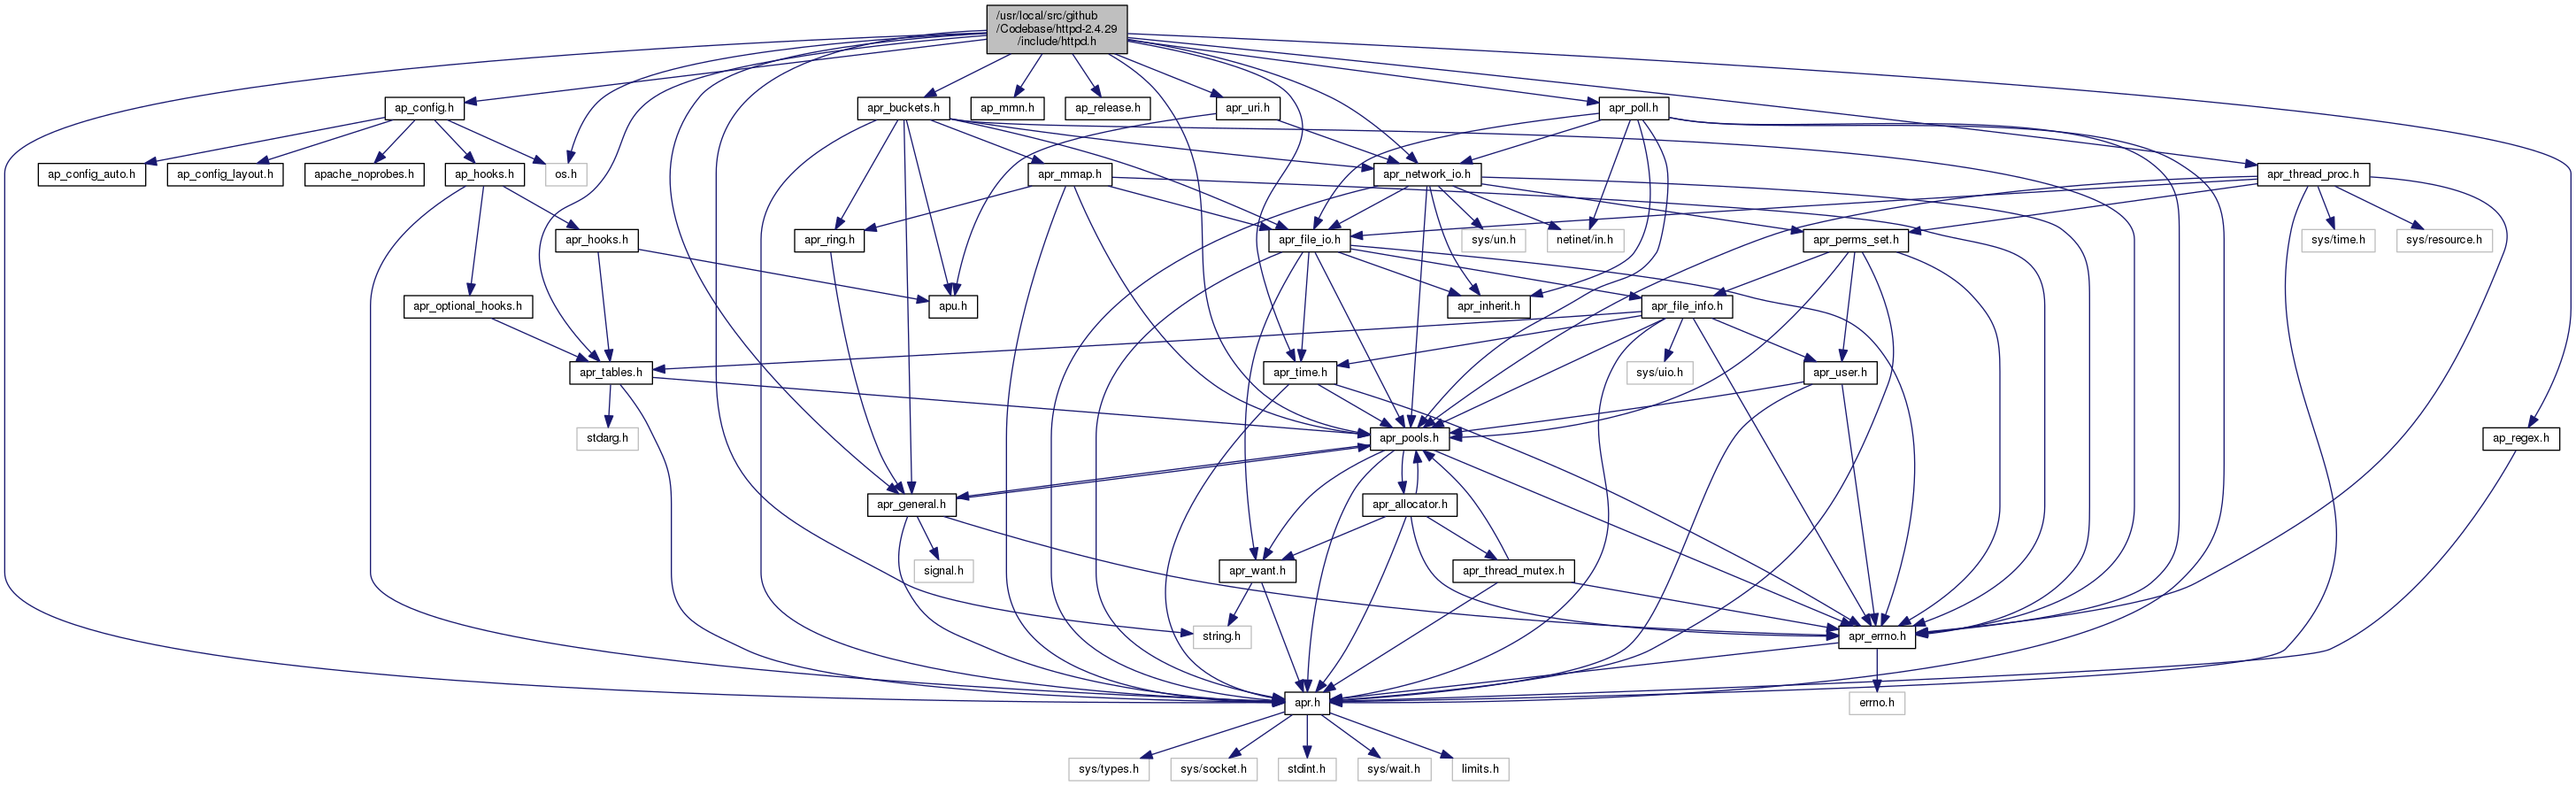 /usr/local/src/github
/Codebase/httpd-2.4.29
/include/httpd.h
ap_config.h
apr_buckets.h
ap_mmn.h
ap_release.h
apr_uri.h
apr_poll.h
ap_config_auto.h
ap_config_layout.h
apache_noprobes.h
ap_hooks.h
os.h
apr_mmap.h
apr_network_io.h
apr_thread_proc.h
apr_hooks.h
apr_ring.h
apr_file_io.h
sys/un.h
netinet/in.h
apr_perms_set.h
sys/time.h
sys/resource.h
apr_optional_hooks.h
apu.h
apr_inherit.h
apr_file_info.h
apr_tables.h
apr_time.h
sys/uio.h
apr_user.h
stdarg.h
apr_pools.h
ap_regex.h
apr_general.h
apr_allocator.h
signal.h
apr_want.h
apr_thread_mutex.h
string.h
apr_errno.h
apr.h
errno.h
sys/types.h
sys/socket.h
stdint.h
sys/wait.h
limits.h